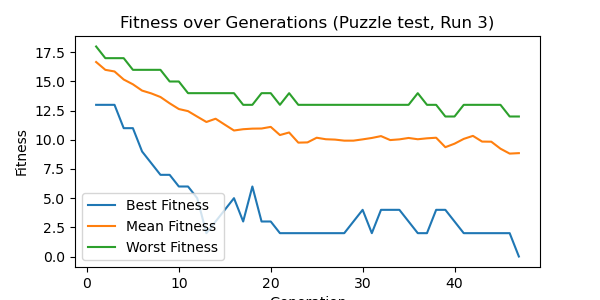 Fitness over Generations (Puzzle test, Run 3)
Fitness
17.5
15.0
12.5
10.0
7.5
5.0
2.5
0.0
Best Fitness
Mean Fitness
Worst Fitness
0
10
20
30
40
Generation